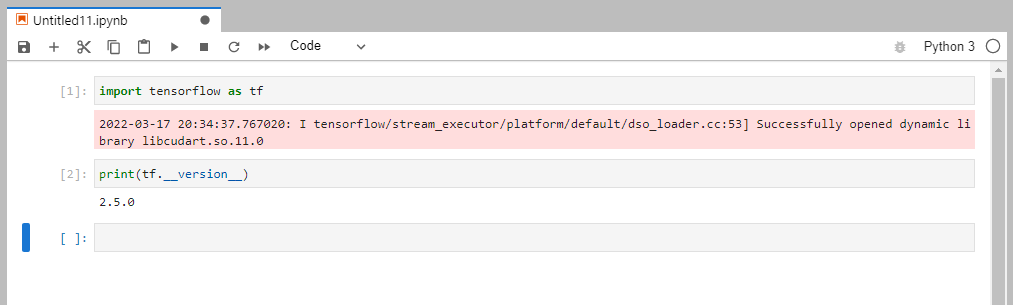 Untitled11.ipynb
Code
Python 3
[1]: import tensorflow as tf
2022-03-17 20:34:37.767020: I tensorflow/stream_executor/platform/default/dso_loader.cc:53] Successfully opened dynamic li
brary libcudart.so.11.0
[2]: print(tf.__version__)
2.5.0
[ ]: